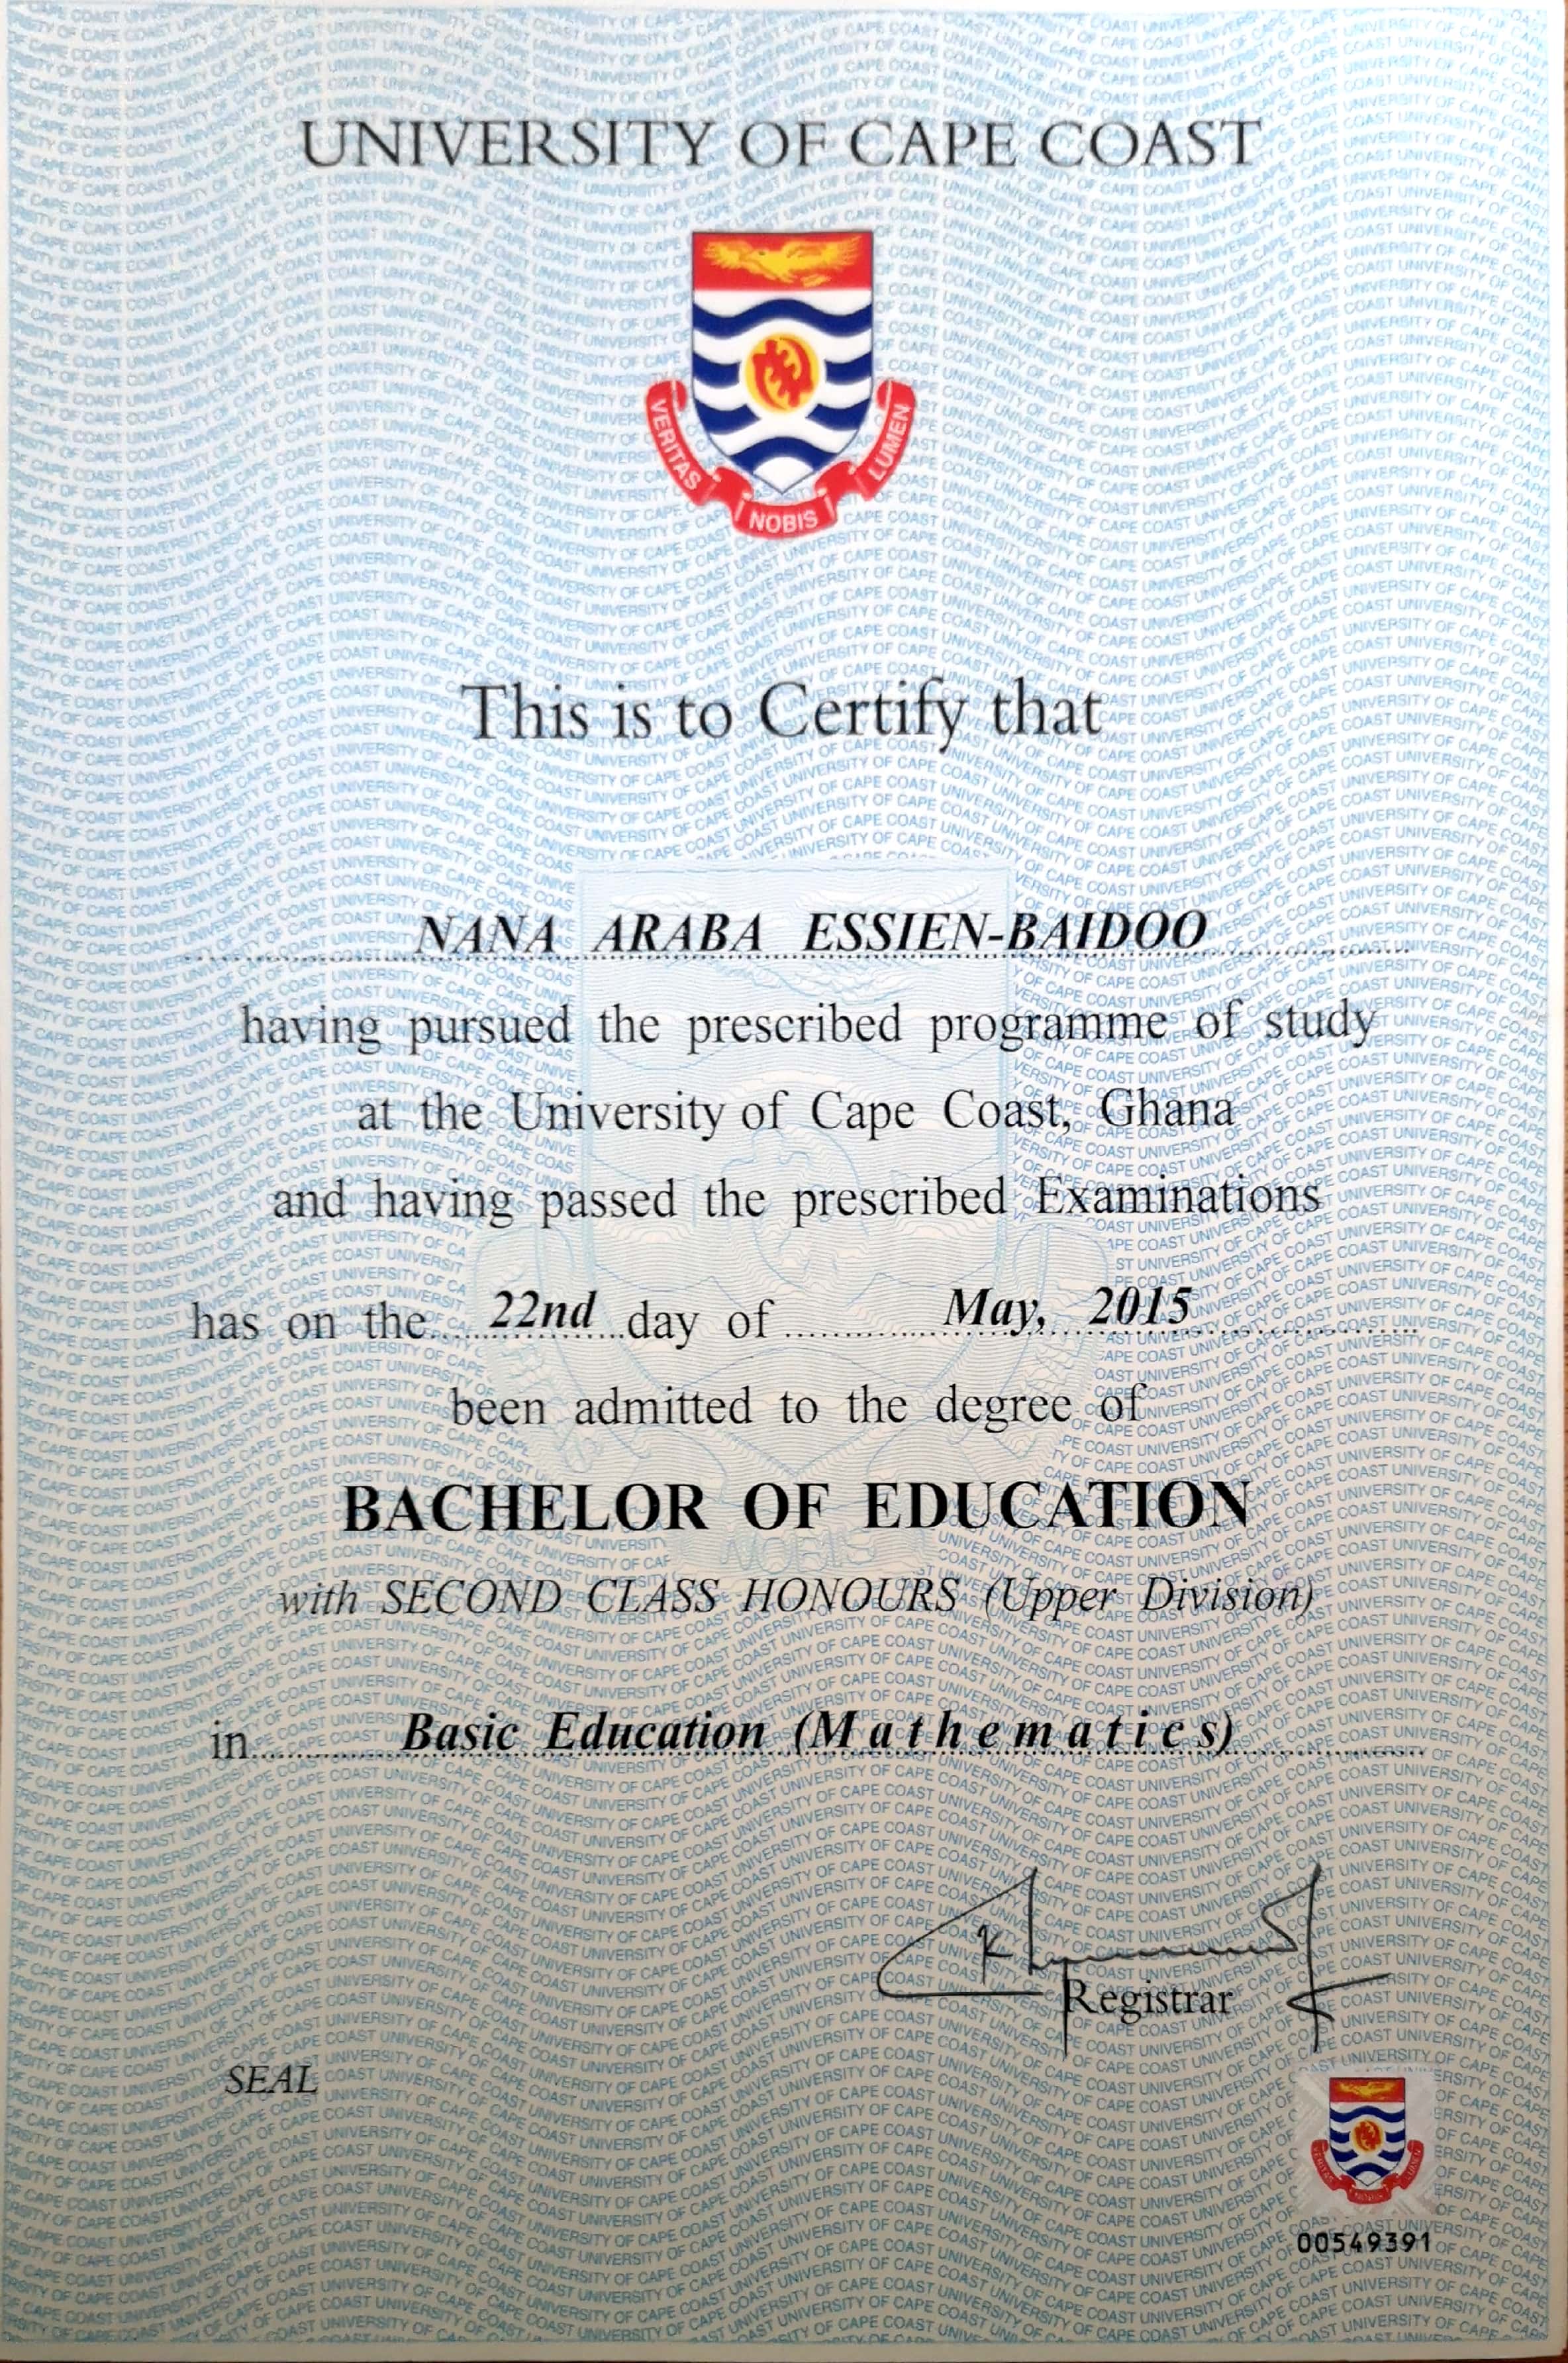 UNIVERSITY OF CAPE COAST
VERITAS
NOBIS
LUMEN
This is to Certify that
NANA ARABA ESSIEN-BAIDOO
having pursued the prescribed programme of study
at the University of Cape Coast, Ghana
and having passed the prescribed Examinations
has on the 22nd day of May, 2015
been admitted to the degree of
BACHELOR OF EDUCATION
with SECOND CLASS HONOURS (Upper Division)
in Basic Education (Mathematics)
Registrar
SEAL
00549391